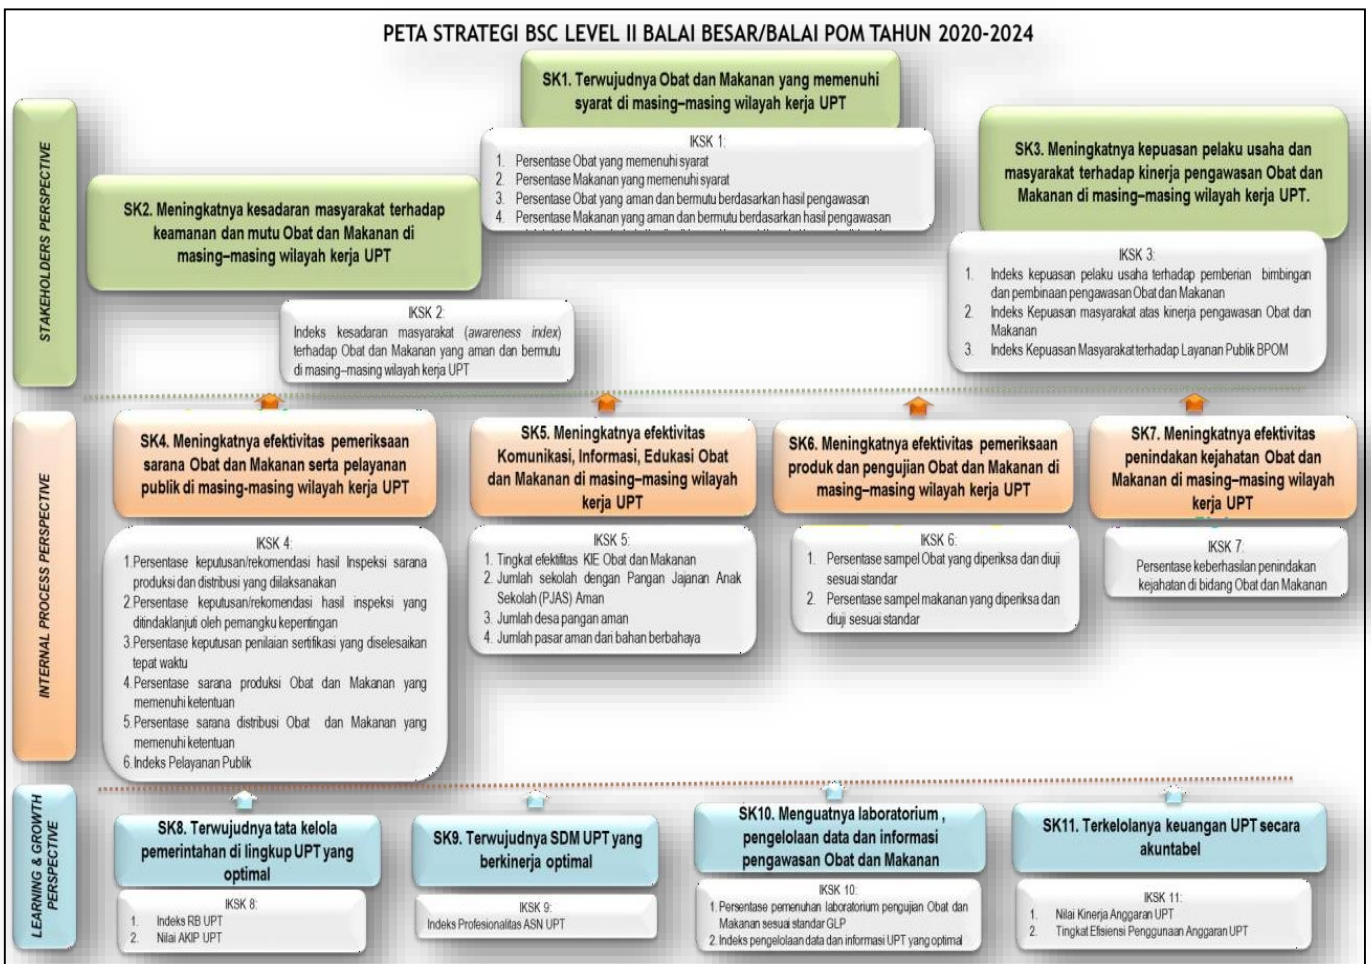 PETA STRATEGI BSC LEVEL II BALAI BESAR/BALAI POM TAHUN 2020-2024
STAKEHOLDERS PERSPECTIVE
SK1. Terwujudnya Obat dan Makanan yang memenuhi
syarat di masing–masing wilayah kerja UPT
IKSK 1:
1. Persentase Obat yang memenuhi syarat
2. Persentase Makanan yang memenuhi syarat
3. Persentase Obat yang aman dan bermutu berdasarkan hasil pengawasan
4. Persentase Makanan yang aman dan bermutu berdasarkan hasil pengawasan
SK2. Meningkatnya kesadaran masyarakat terhadap
keamanan dan mutu Obat dan Makanan di
masing–masing wilayah kerja UPT
IKSK 2:
Indeks kesadaran masyarakat (awareness index)
terhadap Obat dan Makanan yang aman dan bermutu
di masing–masing wilayah kerja UPT
SK3. Meningkatnya kepuasan pelaku usaha dan
masyarakat terhadap kinerja pengawasan Obat dan
Makanan di masing–masing wilayah kerja UPT.
IKSK 3:
1. Indeks kepuasan pelaku usaha terhadap pemberian bimbingan
dan pembinaan pengawasan Obat dan Makanan
2. Indeks Kepuasan masyarakat atas kinerja pengawasan Obat dan
Makanan
3. Indeks Kepuasan Masyarakat terhadap Layanan Publik BPOM
INTERNAL PROCESS PERSPECTIVE
SK4. Meningkatnya efektivitas pemeriksaan
sarana Obat dan Makanan serta pelayanan
publik di masing-masing wilayah kerja UPT
IKSK 4:
1. Persentase keputusan/rekomendasi hasil Inspeksi sarana
produksi dan distribusi yang dilaksanakan
2. Persentase keputusan/rekomendasi hasil inspeksi yang
ditindaklanjuti oleh pemangku kepentingan
3. Persentase keputusan penilaian sertifikasi yang diselesaikan
tepat waktu
4. Persentase sarana produksi Obat dan Makanan yang
memenuhi ketentuan
5. Persentase sarana distribusi Obat dan Makanan yang
memenuhi ketentuan
6. Indeks Pelayanan Publik
SK5. Meningkatnya efektivitas
Komunikasi, Informasi, Edukasi Obat
dan Makanan di masing–masing wilayah
kerja UPT
IKSK 5:
1. Tingkat efektifitas KIE Obat dan Makanan
2. Jumlah sekolah dengan Pangan Jajanan Anak
Sekolah (PJAS) Aman
3. Jumlah desa pangan aman
4. Jumlah pasar aman dari bahan berbahaya
SK6. Meningkatnya efektivitas pemeriksaan
produk dan pengujian Obat dan Makanan di
masing–masing wilayah kerja UPT
IKSK 6:
1. Persentase sampel Obat yang diperiksa dan diuji
sesuai standar
2. Persentase sampel makanan yang diperiksa dan
diuji sesuai standar
SK7. Meningkatnya efektivitas
penindakan kejahatan Obat dan
Makanan di masing–masing wilayah
kerja UPT
IKSK 7:
Persentase keberhasilan penindakan
kejahatan di bidang Obat dan Makanan
LEARNING & GROWTH
PERSPECTIVE
SK8. Terwujudnya tata kelola
pemerintahan di lingkup UPT yang
optimal
IKSK 8:
1. Indeks RB UPT
2. Nilai AKIP UPT
SK9. Terwujudnya SDM UPT yang
berkinerja optimal
IKSK 9:
Indeks Profesionalitas ASN UPT
SK10. Menguatnya laboratorium ,
pengelolaan data dan informasi
pengawasan Obat dan Makanan
IKSK 10:
1. Persentase pemenuhan laboratorium pengujian Obat dan
Makanan sesuai standar GLP
2. Indeks pengelolaan data dan informasi UPT yang optimal
SK11. Terkelolanya keuangan UPT secara
akuntabel
IKSK 11:
1. Nilai Kinerja Anggaran UPT
2. Tingkat Efisiensi Penggunaan Anggaran UPT